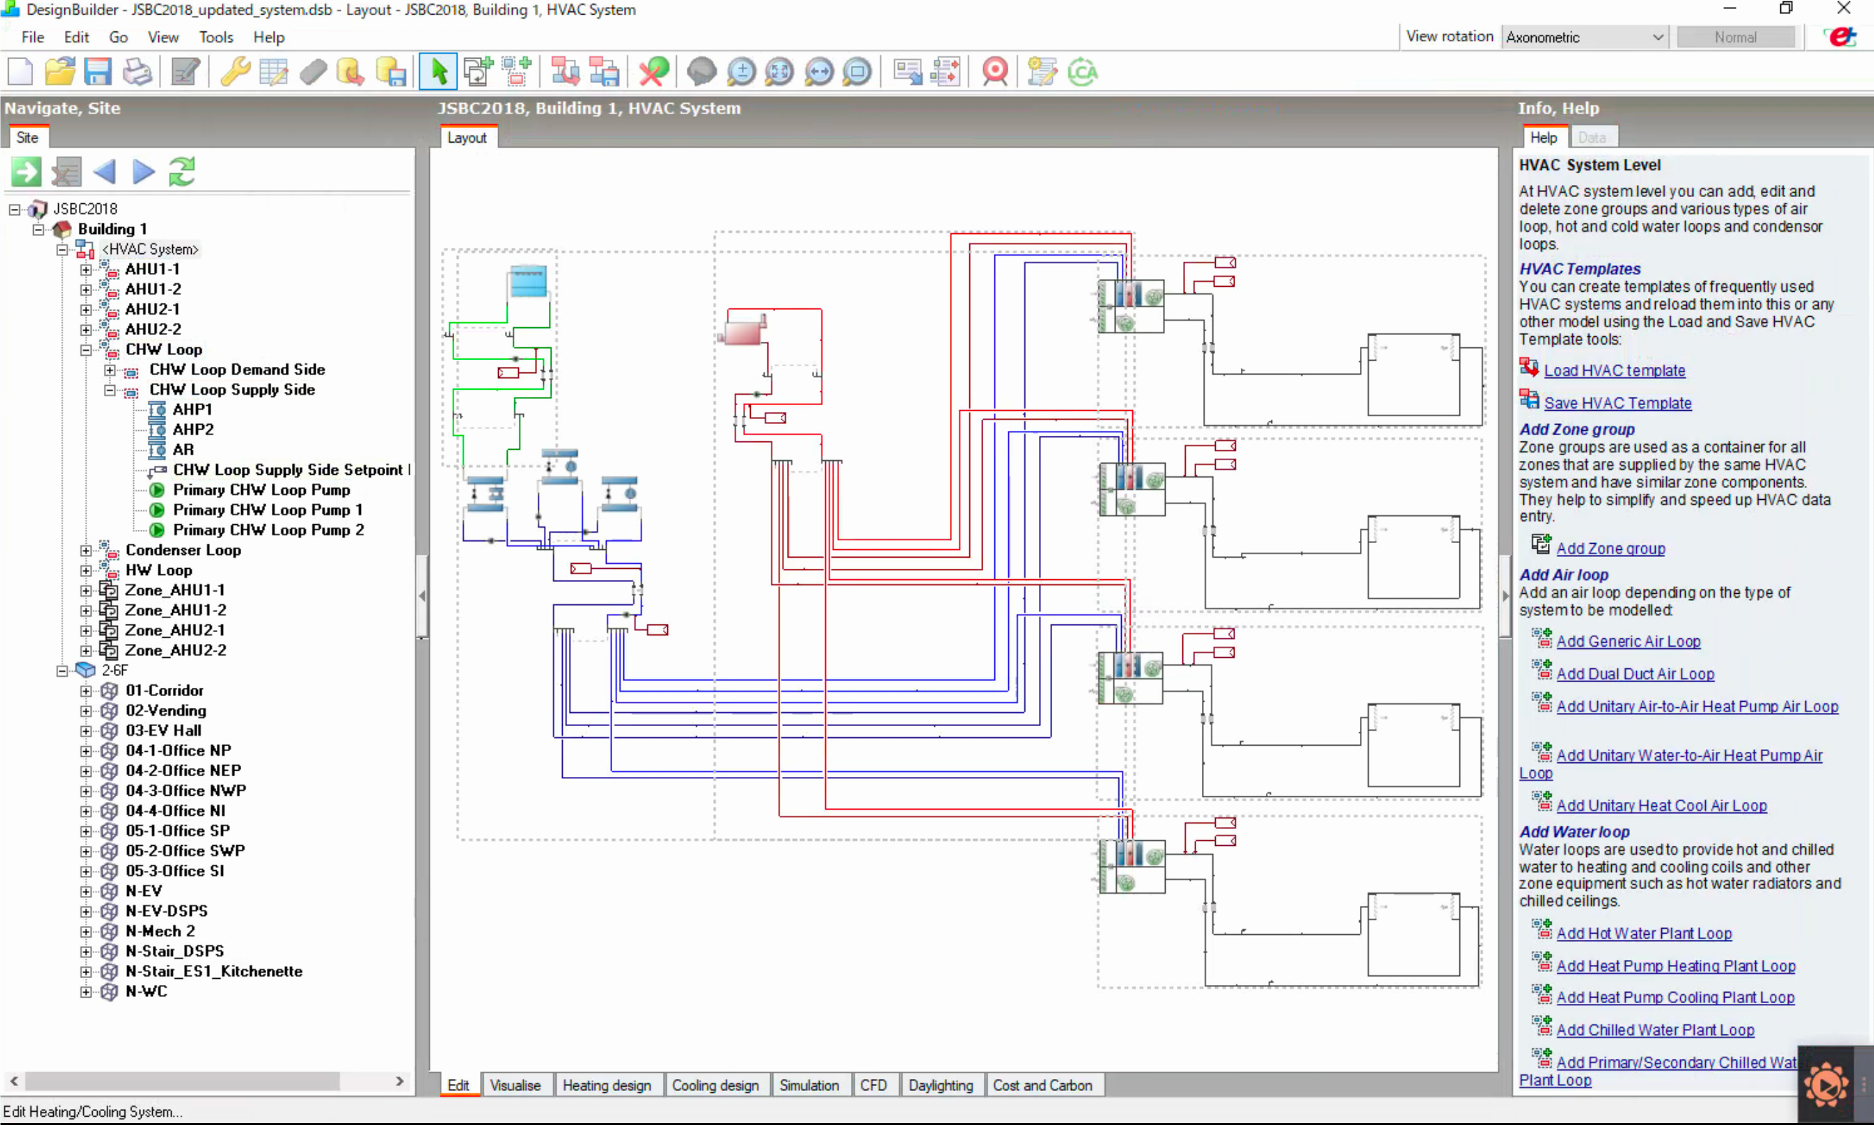 DesignBuilder - JSBC2018_updated_system.dsb - Layout - JSBC2018, Building 1, HVAC System
File Edit Go View Tools Help
View rotation Axonometric Normal
Navigate, Site
Site
JSBC2018
Building 1
<HVAC System>
AHU1-1
AHU1-2
AHU2-1
AHU2-2
CHW Loop
CHW Loop Demand Side
CHW Loop Supply Side
AHP1
AHP2
AR
CHW Loop Supply Side Setpoint
Primary CHW Loop Pump
Primary CHW Loop Pump 1
Primary CHW Loop Pump 2
Condenser Loop
HW Loop
Zone_AHU1-1
Zone_AHU1-2
Zone_AHU2-1
Zone_AHU2-2
2-6F
01-Corridor
02-Vending
03-EV Hall
04-1-Office NP
04-2-Office NEP
04-3-Office NWP
04-4-Office NI
05-1-Office SP
05-2-Office SWP
05-3-Office SI
N-EV
N-EV-DSPS
N-Mech 2
N-Stair_DSPS
N-Stair_ES1_Kitchenette
N-WC
JSBC2018, Building 1, HVAC System
Layout
LCA
Edit Visualise Heating design Cooling design Simulation CFD Daylighting Cost and Carbon
Info, Help
Help Data
HVAC System Level
At HVAC system level you can add, edit and
delete zone groups and various types of air
loop, hot and cold water loops and condensor
loops.
HVAC Templates
You can create templates of frequently used
HVAC systems and reload them into this or any
other model using the Load and Save HVAC
Template tools:
Load HVAC template
Save HVAC Template
Add Zone group
Zone groups are used as a container for all
zones that are supplied by the same HVAC
system and have similar zone components.
They help to simplify and speed up HVAC data
entry.
Add Zone group
Add Air loop
Add an air loop depending on the type of
system to be modelled:
Add Generic Air Loop
Add Dual Duct Air Loop
Add Unitary Air-to-Air Heat Pump Air Loop
Add Unitary Water-to-Air Heat Pump Air
Loop
Add Unitary Heat Cool Air Loop
Add Water loop
Water loops are used to provide hot and chilled
water to heating and cooling coils and other
zone equipment such as hot water radiators and
chilled ceilings.
Add Hot Water Plant Loop
Add Heat Pump Heating Plant Loop
Add Heat Pump Cooling Plant Loop
Add Chilled Water Plant Loop
Add Primary/Secondary Chilled Wat
Plant Loop
Edit Heating/Cooling System...